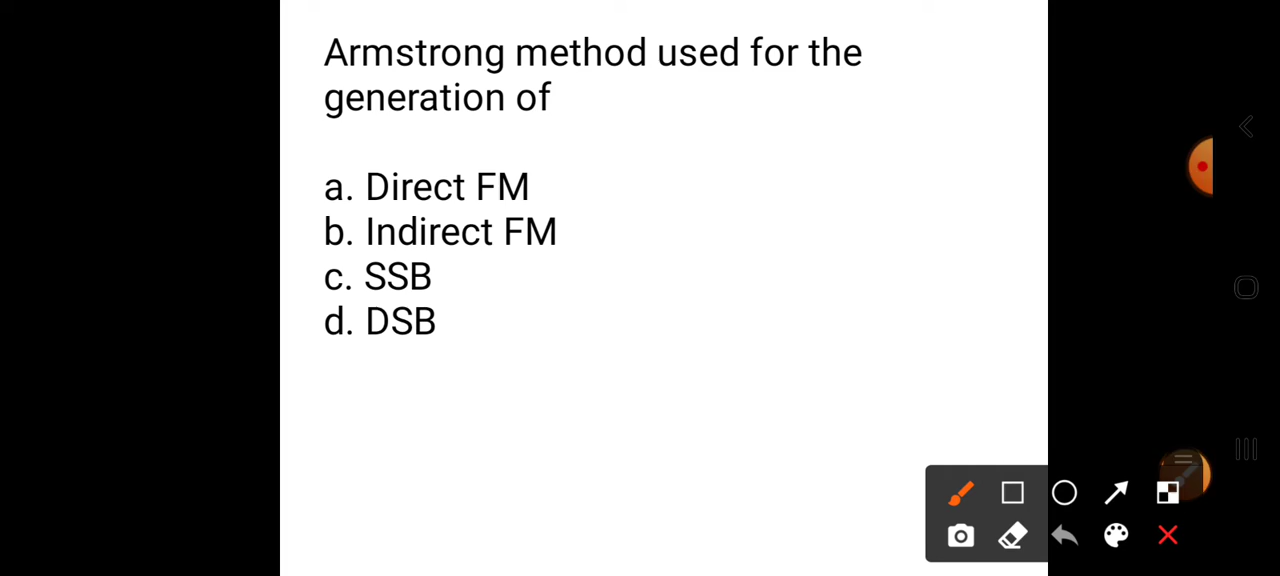 Armstrong method used for the
generation of
a. Direct FM
b. Indirect FM
c. SSB
d. DSB